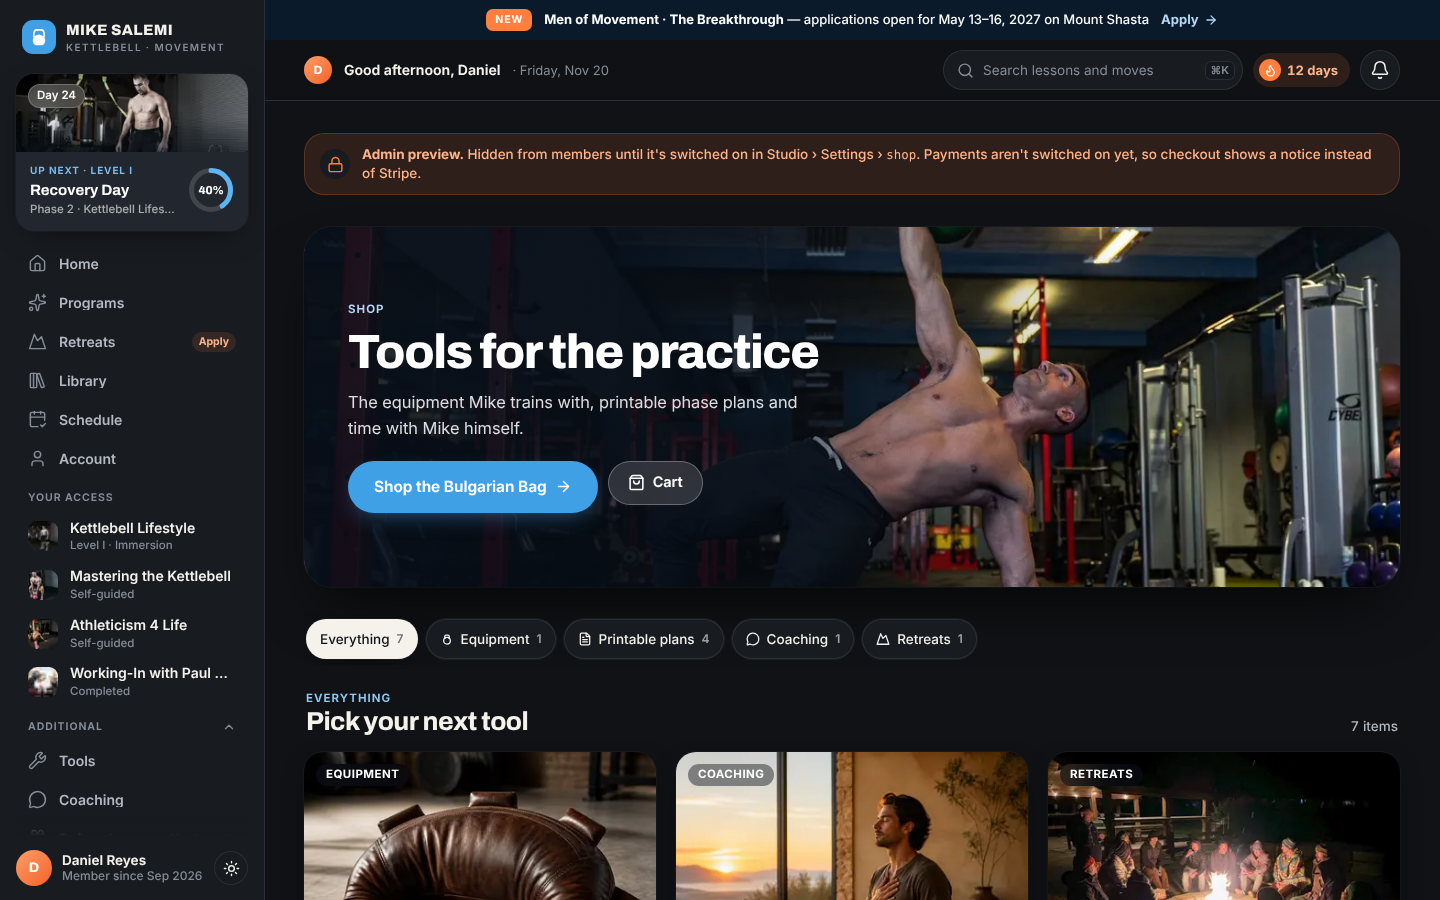 MIKE SALEMI
KETTLEBELL · MOVEMENT
Day 24
UP NEXT · LEVEL I
Recovery Day
Phase 2 · Kettlebell Lifes...
40%
Home
Programs
Retreats
Apply
Library
Schedule
Account
YOUR ACCESS
Kettlebell Lifestyle
Level I · Immersion
Mastering the Kettlebell
Self-guided
Athleticism 4 Life
Self-guided
Working-In with Paul ...
Completed
ADDITIONAL
Tools
Coaching
D
Daniel Reyes
Member since Sep 2026
NEW Men of Movement · The Breakthrough — applications open for May 13–16, 2027 on Mount Shasta Apply →
D Good afternoon, Daniel · Friday, Nov 20
Search lessons and moves ⌘K
12 days
Admin preview. Hidden from members until it's switched on in Studio › Settings › shop. Payments aren't switched on yet, so checkout shows a notice instead
of Stripe.
SHOP
Tools for the practice
The equipment Mike trains with, printable phase plans and
time with Mike himself.
Shop the Bulgarian Bag →
Cart
CYBE
Everything 7
Equipment 1
Printable plans 4
Coaching 1
Retreats 1
EVERYTHING
Pick your next tool
7 items
EQUIPMENT
COACHING
RETREATS